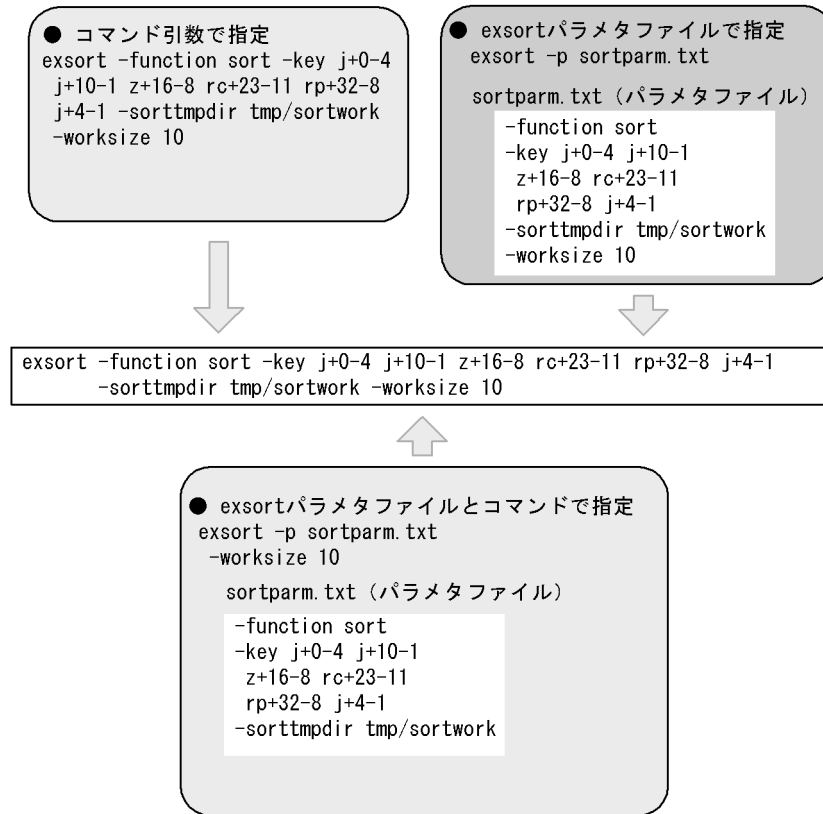 ● コマンド引数で指定
exsort -function sort -key j+0-4
j+10-1 z+16-8 rc+23-11 rp+32-8
j+4-1 -sorttmpdir tmp/sortwork
-worksize 10
● exsortパラメタファイルで指定
exsort -p sortparm.txt
sortparm.txt（パラメタファイル）
-function sort
-key j+0-4 j+10-1
z+16-8 rc+23-11
rp+32-8 j+4-1
-sorttmpdir tmp/sortwork
-worksize 10
exsort -function sort -key j+0-4 j+10-1 z+16-8 rc+23-11 rp+32-8 j+4-1
-sorttmpdir tmp/sortwork -worksize 10
● exsortパラメタファイルとコマンドで指定
exsort -p sortparm.txt
-worksize 10
sortparm.txt（パラメタファイル）
-function sort
-key j+0-4 j+10-1
z+16-8 rc+23-11
rp+32-8 j+4-1
-sorttmpdir tmp/sortwork